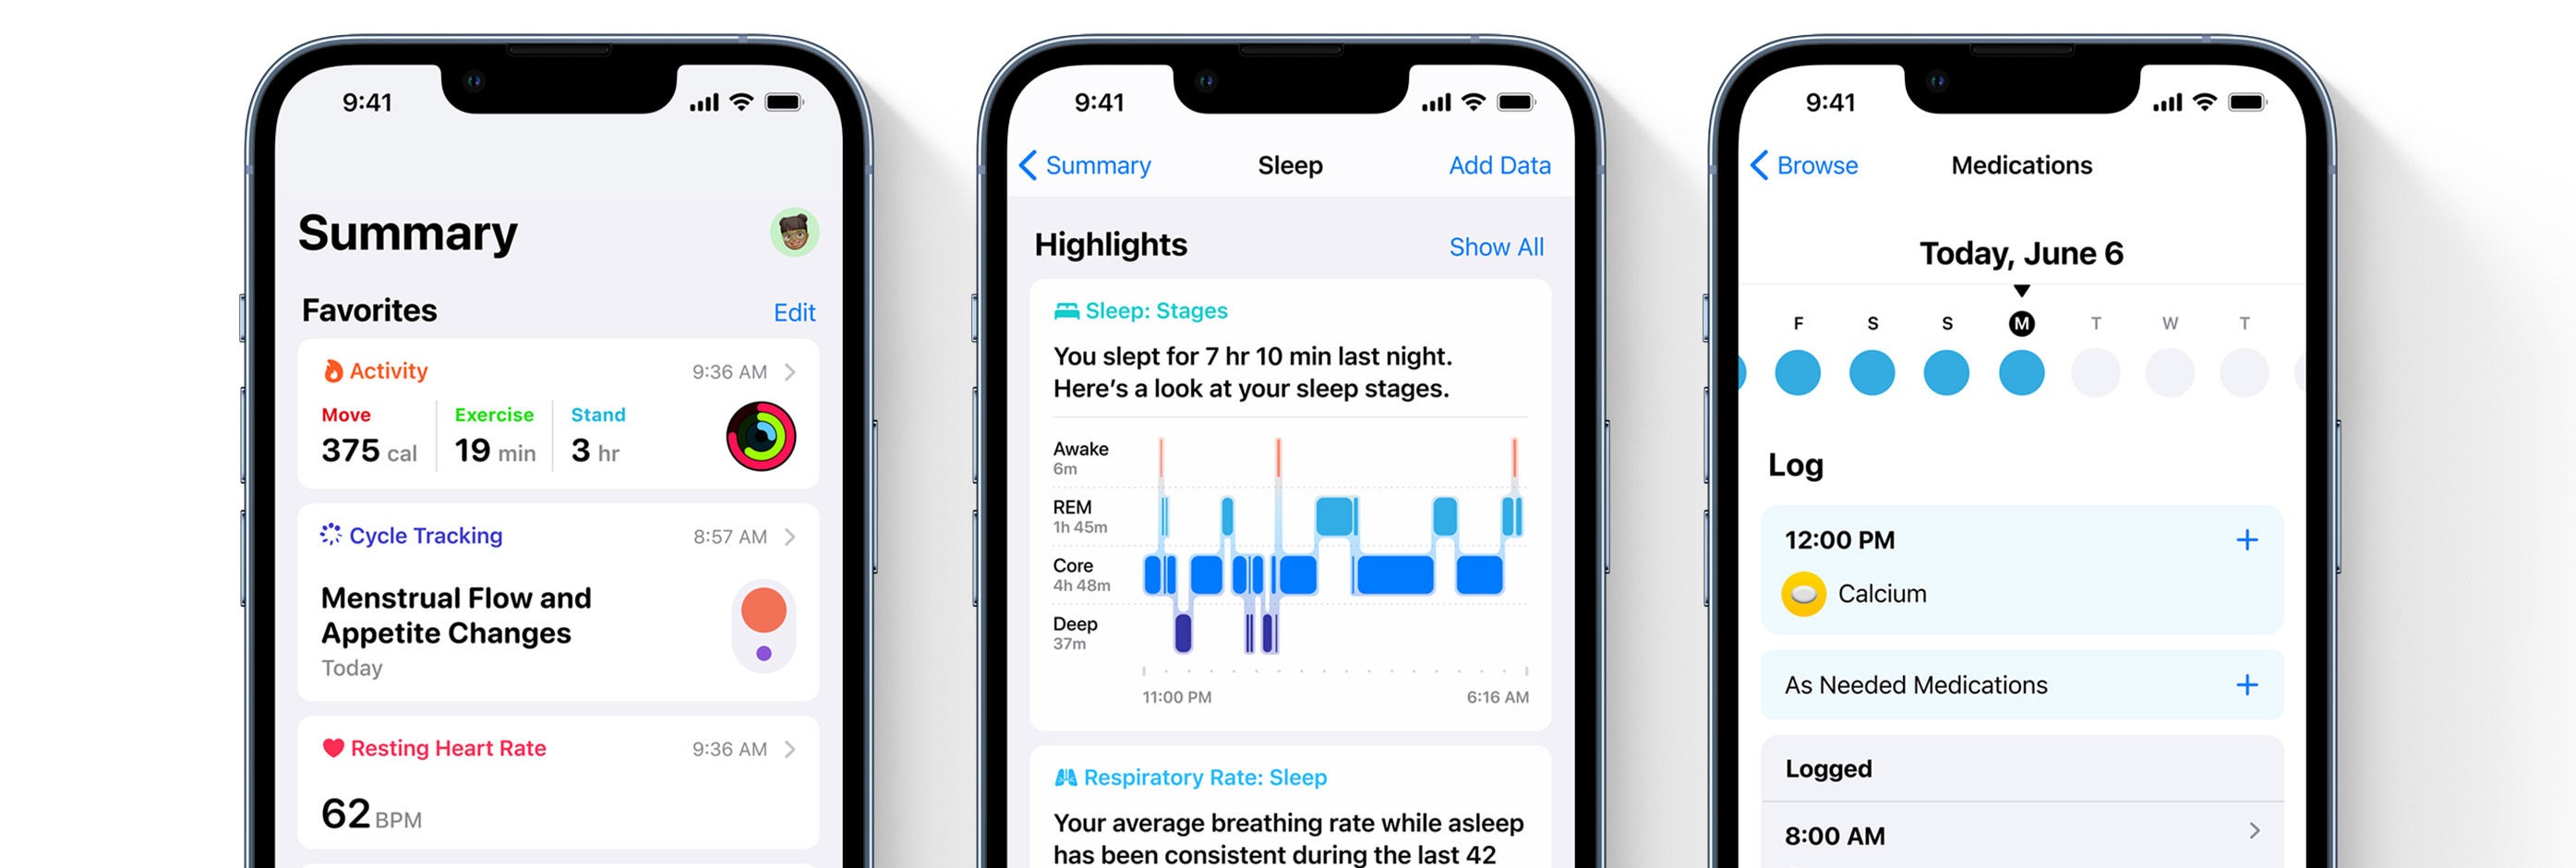 9:41
Summary
Favorites
Edit
Activity
9:36 AM
Move
Exercise
Stand
375 cal
19 min
3 hr
Cycle Tracking
8:57 AM
Menstrual Flow and
Appetite Changes
Today
Resting Heart Rate
9:36 AM
62 BPM
9:41
Summary
Sleep
Add Data
Highlights
Show All
Sleep: Stages
You slept for 7 hr 10 min last night.
Here’s a look at your sleep stages.
Awake
6m
REM
1h 45m
Core
4h 48m
Deep
37m
11:00 PM
6:16 AM
Respiratory Rate: Sleep
Your average breathing rate while asleep
has been consistent during the last 42
9:41
Browse
Medications
Today, June 6
F S S M T W T
Log
12:00 PM
Calcium
As Needed Medications
Logged
8:00 AM